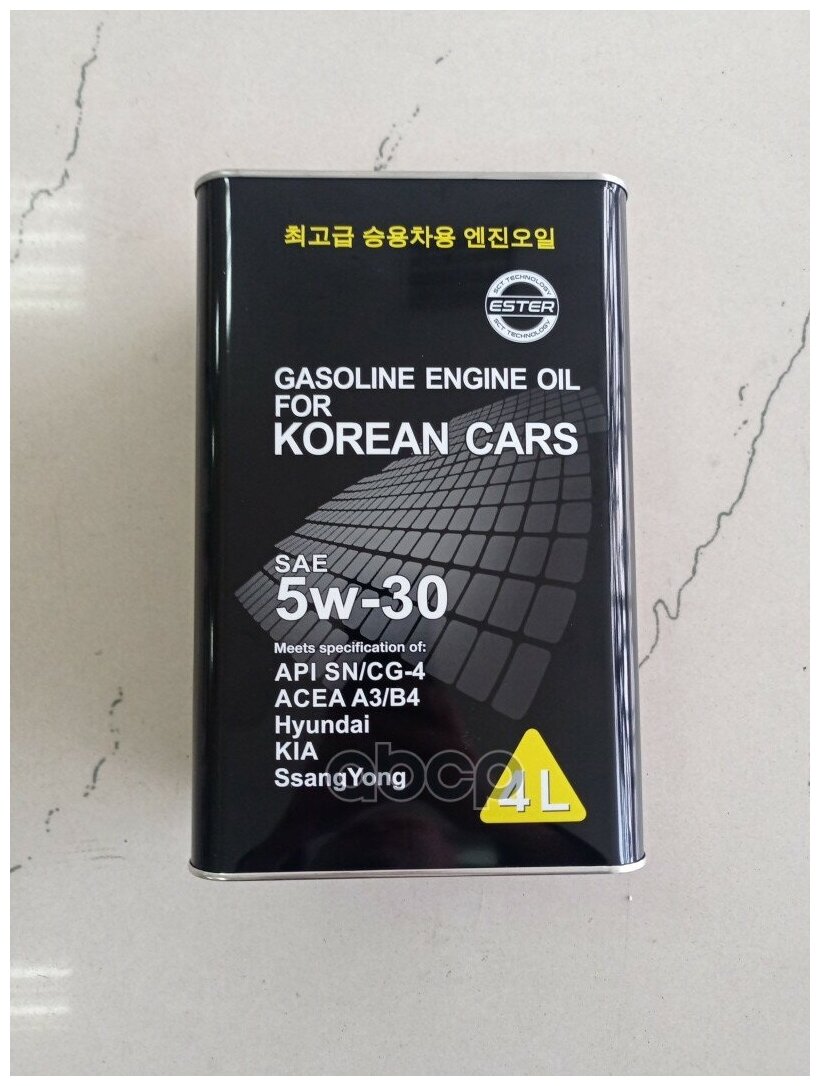 최고급 승용차용 엔진오일
SCT TECHNOLOGY
ESTER
SCT TECHNOLOGY
GASOLINE ENGINE OIL
FOR
KOREAN CARS
SAE
5w-30
Meets specification of:
API SN/CG-4
ACEA A3/B4
Hyundai
KIA
SsangYong
abcp
4 L